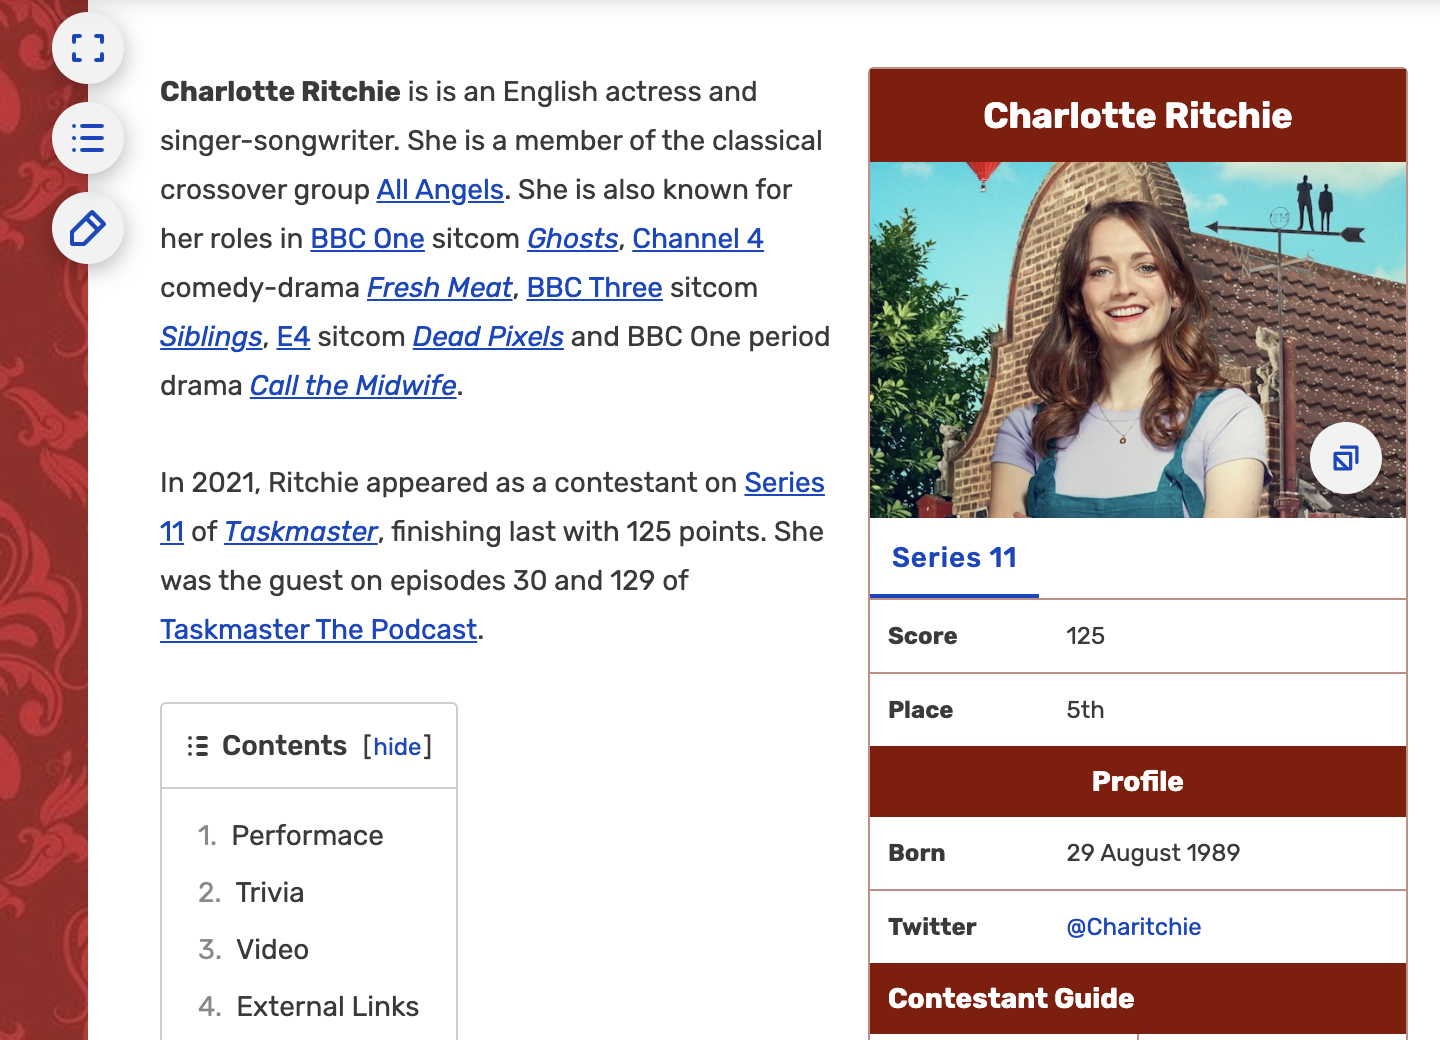 Charlotte Ritchie is is an English actress and
singer-songwriter. She is a member of the classical
crossover group All Angels. She is also known for
her roles in BBC One sitcom Ghosts, Channel 4
comedy-drama Fresh Meat, BBC Three sitcom
Siblings, E4 sitcom Dead Pixels and BBC One period
drama Call the Midwife.
In 2021, Ritchie appeared as a contestant on Series
11 of Taskmaster, finishing last with 125 points. She
was the guest on episodes 30 and 129 of
Taskmaster The Podcast.
Contents [hide]
1. Performace
2. Trivia
3. Video
4. External Links
Charlotte Ritchie
TM
W
Series 11
Score 125
Place 5th
Profile
Born 29 August 1989
Twitter @Charitchie
Contestant Guide